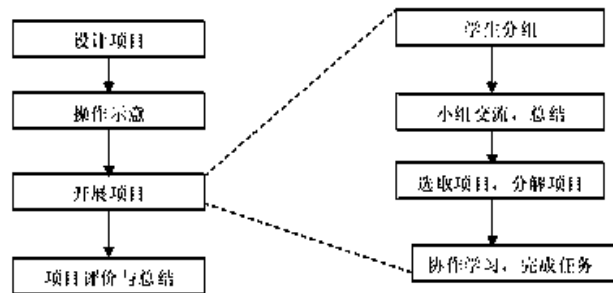 设计项目
操作示意
开展项目
项目评价与总结
学生分组
小组交流，总结
选取项目，分解项目
协作学习，完成任务